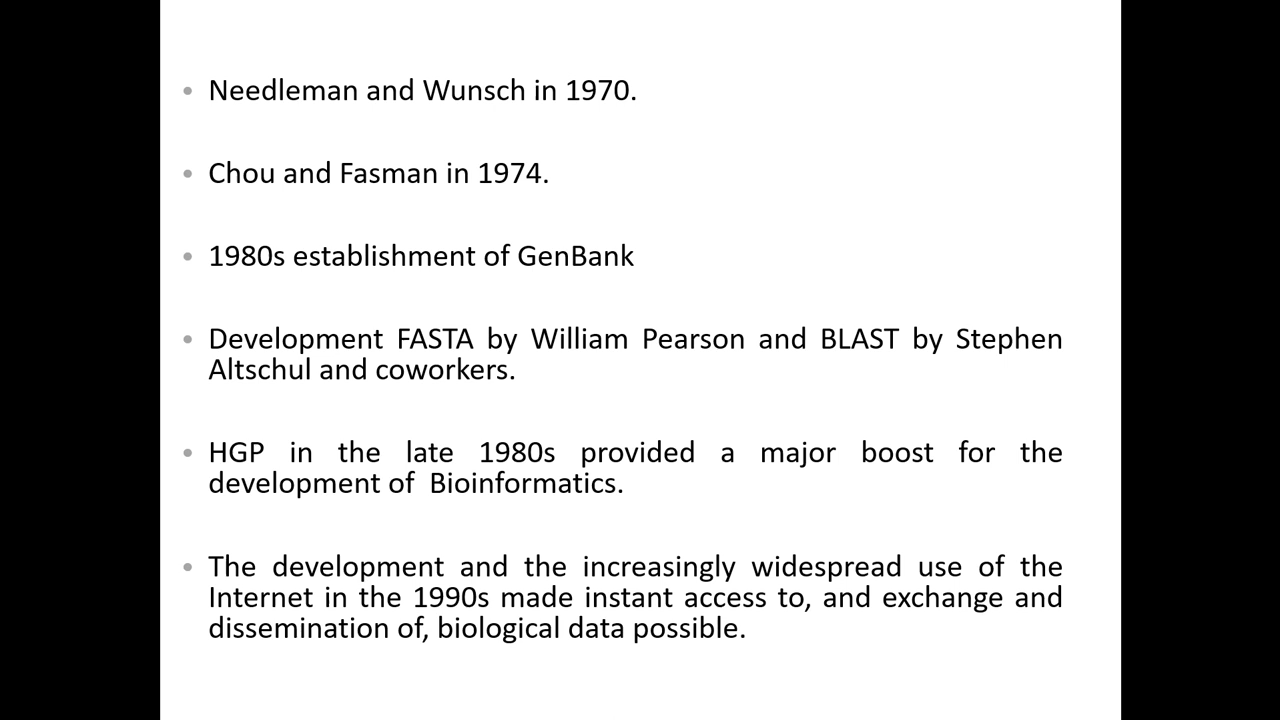 • Needleman and Wunsch in 1970.
• Chou and Fasman in 1974.
• 1980s establishment of GenBank
• Development FASTA by William Pearson and BLAST by Stephen
Altschul and coworkers.
• HGP in the late 1980s provided a major boost for the
development of  Bioinformatics.
• The development and the increasingly widespread use of the
Internet in the 1990s made instant access to, and exchange and
dissemination of, biological data possible.